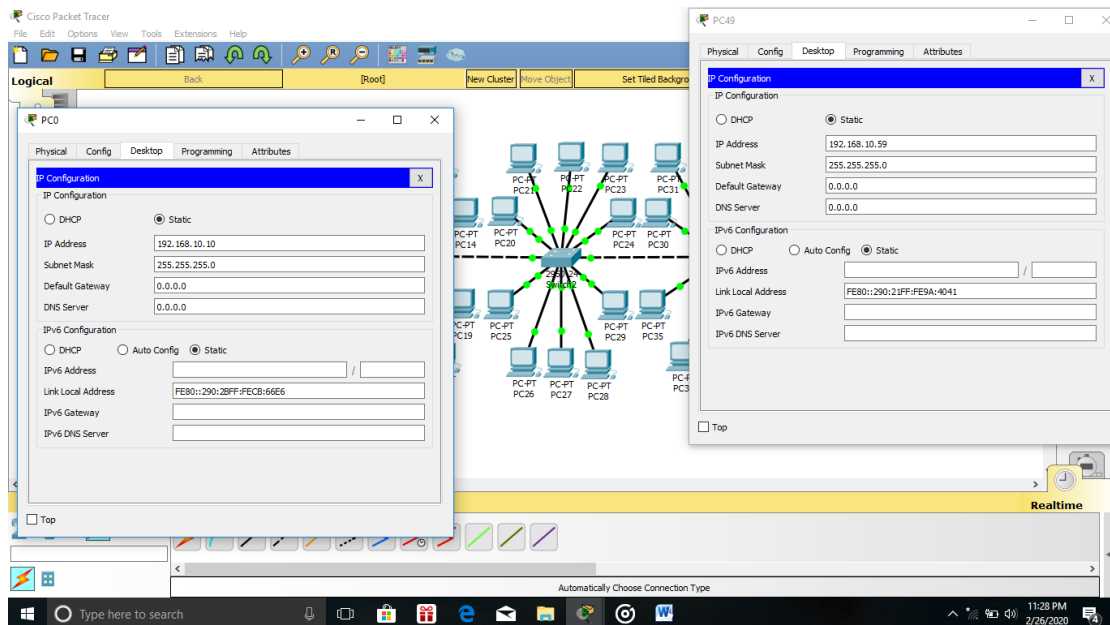 Cisco Packet Tracer
File Edit Options View Tools Extensions Help
Logical Back [Root] New Cluster Move Object Set Tiled Backgro
PC0
Physical Config Desktop Programming Attributes
IP Configuration X
IP Configuration
DHCP Static
IP Address 192.168.10.10
Subnet Mask 255.255.255.0
Default Gateway 0.0.0.0
DNS Server 0.0.0.0
IPv6 Configuration
DHCP Auto Config Static
IPv6 Address /
Link Local Address FE80::290:2BFF:FECB:66E6
IPv6 Gateway
IPv6 DNS Server
Top
PC-PT
PC21
PC-PT
PC22
PC-PT
PC23
PC-PT
PC31
PC-PT
PC14
PC-PT
PC20
PC-PT
PC24
PC-PT
PC30
2950-24
Switch2
PC-PT
PC19
PC-PT
PC25
PC-PT
PC29
PC-PT
PC35
PC-PT
PC26
PC-PT
PC27
PC-PT
PC28
PC49
Physical Config Desktop Programming Attributes
IP Configuration X
IP Configuration
DHCP Static
IP Address 192.168.10.59
Subnet Mask 255.255.255.0
Default Gateway 0.0.0.0
DNS Server 0.0.0.0
IPv6 Configuration
DHCP Auto Config Static
IPv6 Address /
Link Local Address FE80::290:21FF:FE9A:4041
IPv6 Gateway
IPv6 DNS Server
Top
Realtime
Automatically Choose Connection Type
Type here to search
11:28 PM
2/26/2020
4